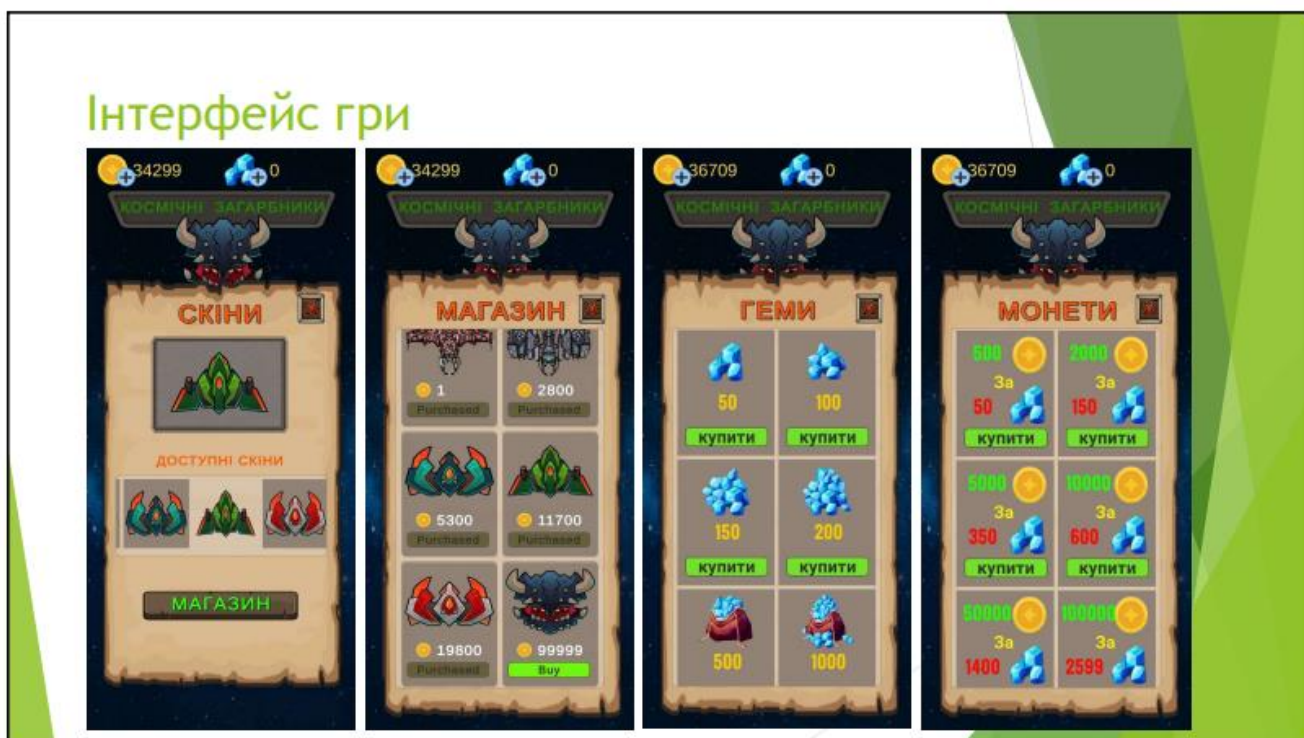 Інтерфейс гри
34299 0
КОСМІЧНІ ЗАГАРБНИКИ
СКІНИ
ДОСТУПНІ СКІНИ
МАГАЗИН
34299 0
КОСМІЧНІ ЗАГАРБНИКИ
МАГАЗИН
1 2800
Purchased Purchased
5300 11700
Purchased Purchased
19800 99999
Purchased Buy
36709 0
КОСМІЧНІ ЗАГАРБНИКИ
ГЕМИ
50 100
купити купити
150 200
купити купити
500 1000
36709 0
КОСМІЧНІ ЗАГАРБНИКИ
МОНЕТИ
500 2000
За За
50 150
купити купити
5000 10000
За За
350 600
купити купити
50000 100000
За За
1400 2599